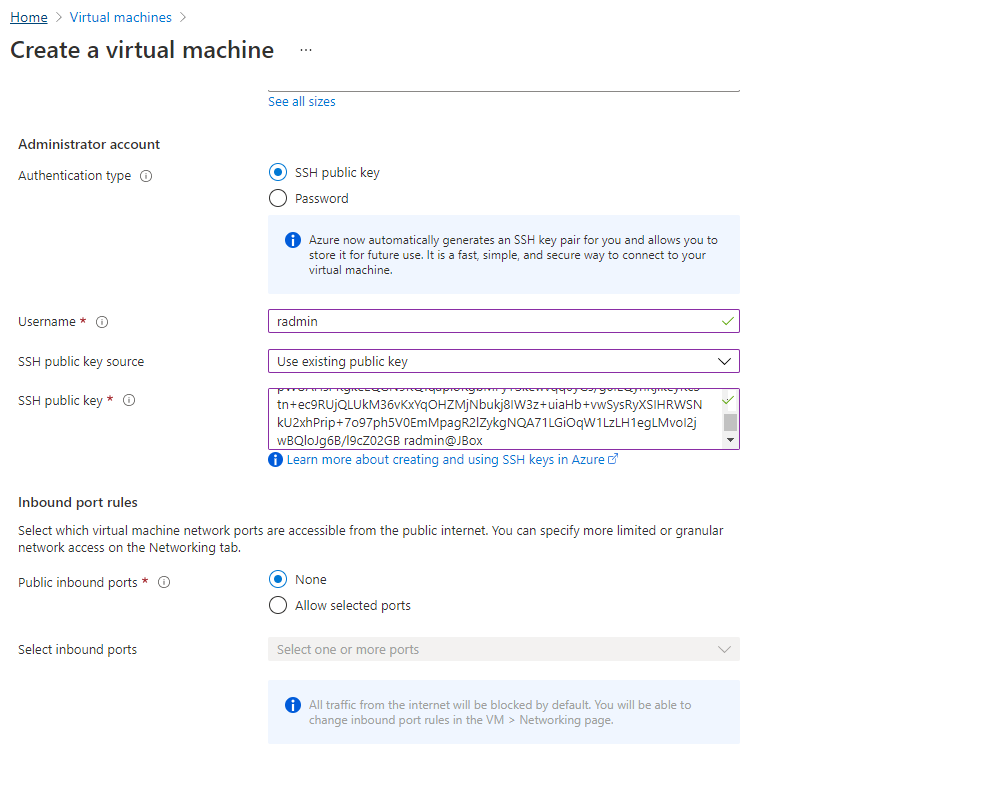 Home > Virtual machines >
Create a virtual machine ...
See all sizes
Administrator account
Authentication type
SSH public key
Password
Azure now automatically generates an SSH key pair for you and allows you to
store it for future use. It is a fast, simple, and secure way to connect to your
virtual machine.
Username *
radmin
SSH public key source
Use existing public key
SSH public key *
tn+ec9RUjQLUkM36vKxYqOHZMjNbukj8IW3z+uiaHb+vwSysRyXSIHRWSN
kU2xhPrip+7o97ph5V0EmMpagR2lZykgNQA71LGiOqW1LzLH1egLMvoI2j
wBQloJg6B/l9cZ02GB radmin@JBox
Learn more about creating and using SSH keys in Azure
Inbound port rules
Select which virtual machine network ports are accessible from the public internet. You can specify more limited or granular
network access on the Networking tab.
Public inbound ports *
None
Allow selected ports
Select inbound ports
Select one or more ports
All traffic from the internet will be blocked by default. You will be able to
change inbound port rules in the VM > Networking page.